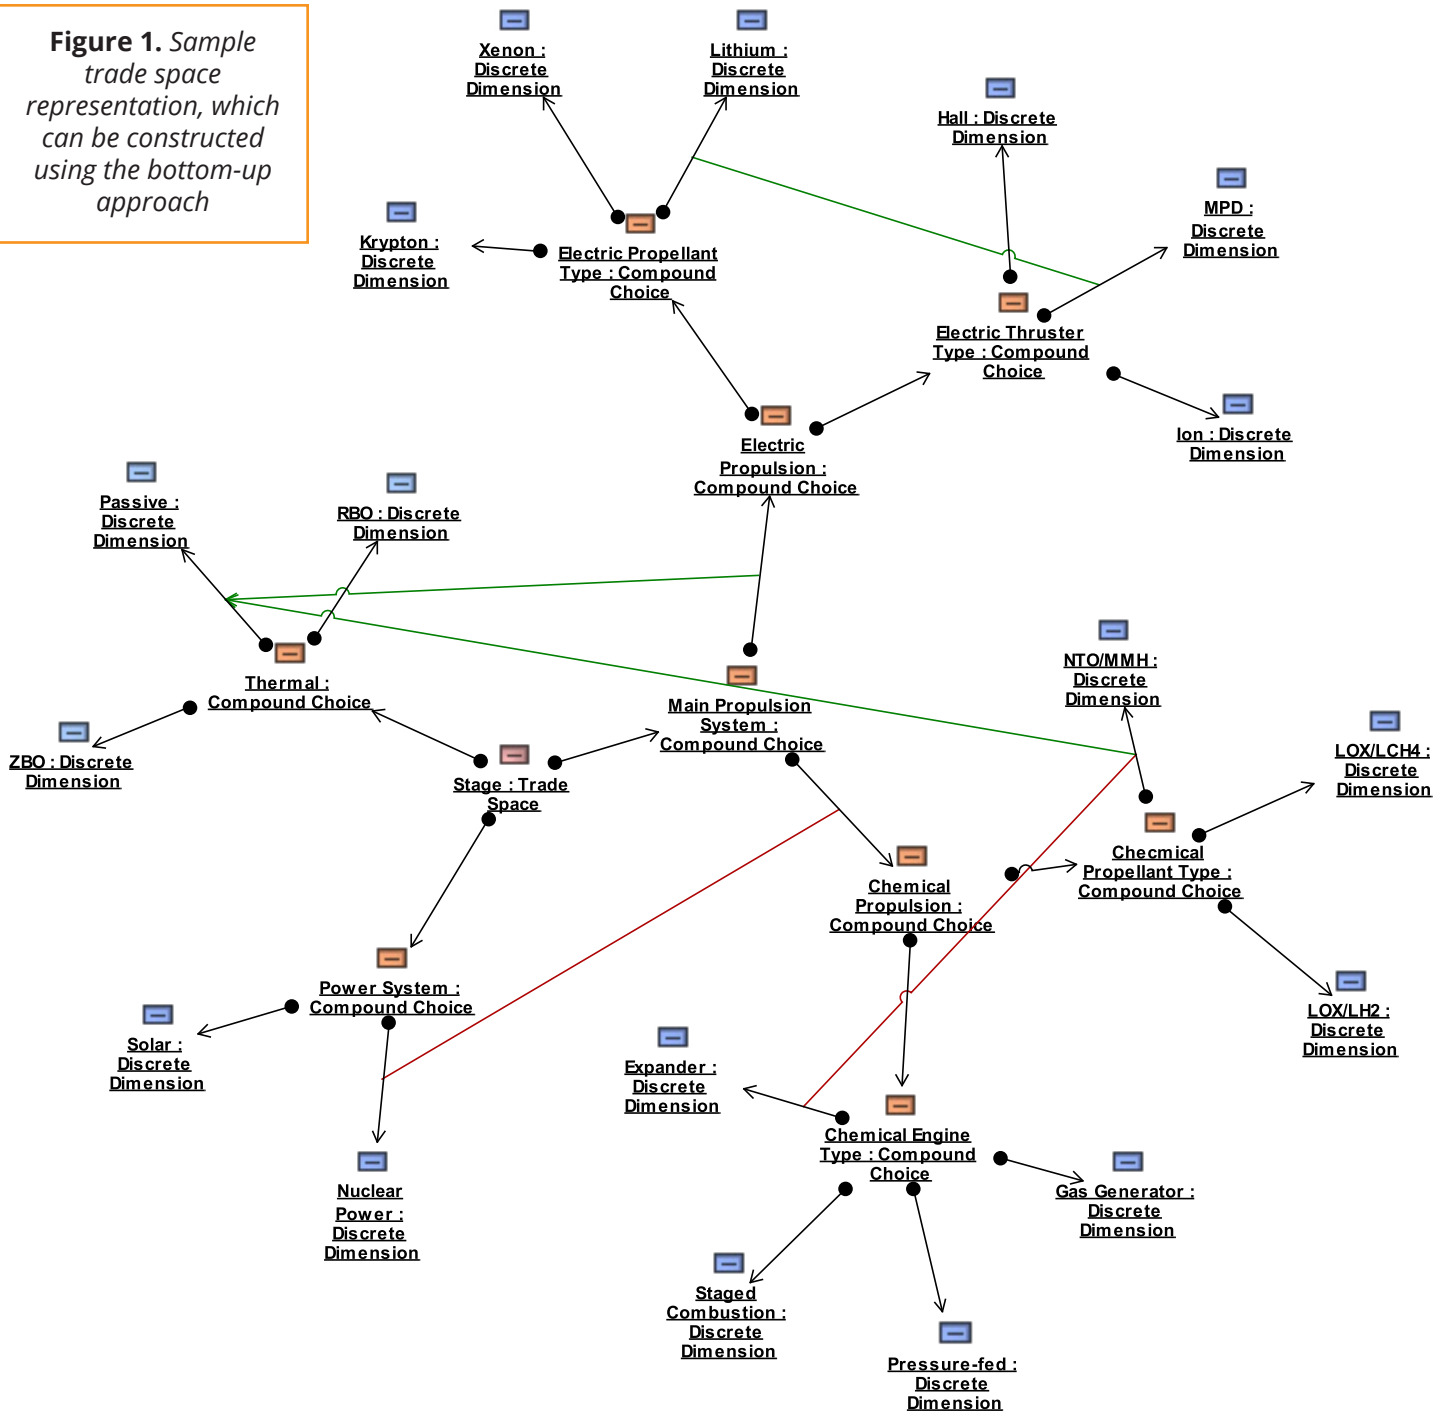 Figure 1. Sample
trade space
representation, which
can be constructed
using the bottom-up
approach
Xenon :
Discrete
Dimension
Lithium :
Discrete
Dimension
Hall : Discrete
Dimension
MPD :
Discrete
Dimension
Krypton :
Discrete
Dimension
Electric Propellant
Type : Compound
Choice
Electric Thruster
Type : Compound
Choice
Ion : Discrete
Dimension
Electric
Propulsion :
Compound Choice
Passive :
Discrete
Dimension
RBO : Discrete
Dimension
Thermal :
Compound Choice
Main Propulsion
System :
Compound Choice
NTO/MMH :
Discrete
Dimension
ZBO : Discrete
Dimension
Stage : Trade
Space
LOX/LCH4 :
Discrete
Dimension
Checmical
Propellant Type :
Compound Choice
Chemical
Propulsion :
Compound Choice
Power System :
Compound Choice
LOX/LH2 :
Discrete
Dimension
Solar :
Discrete
Dimension
Expander :
Discrete
Dimension
Chemical Engine
Type : Compound
Choice
Nuclear
Power :
Discrete
Dimension
Gas Generator :
Discrete
Dimension
Staged
Combustion :
Discrete
Dimension
Pressure-fed :
Discrete
Dimension